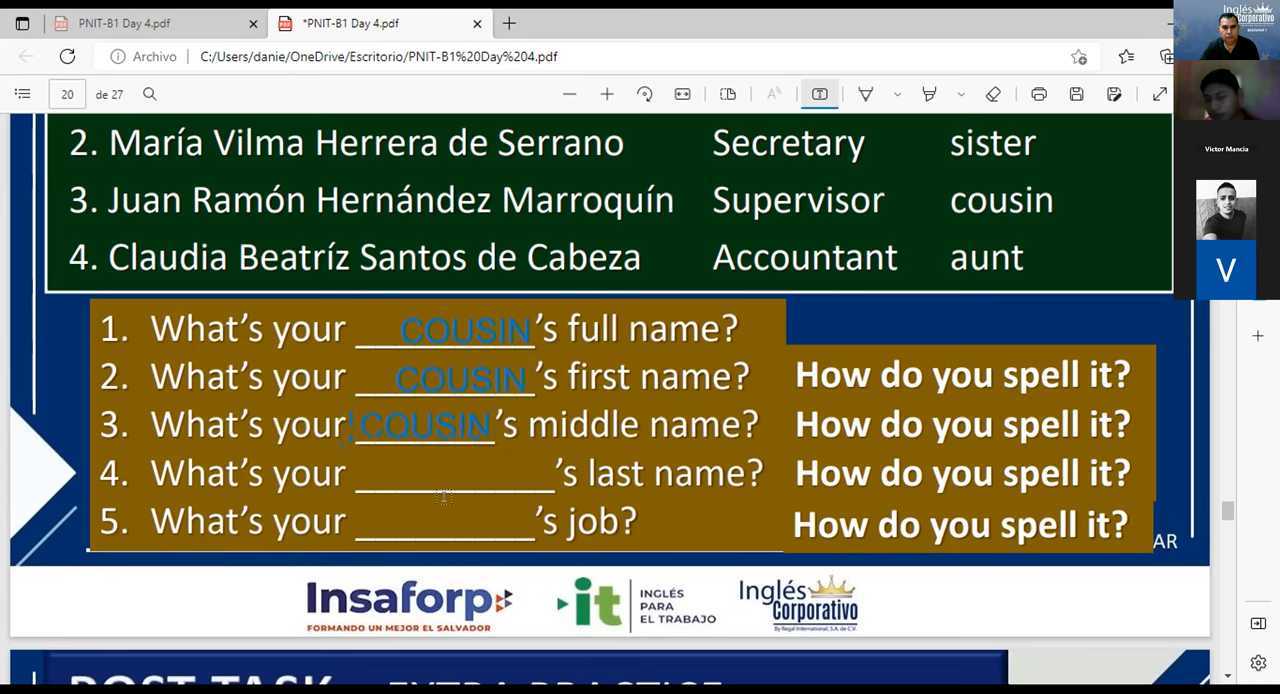 PNIT-B1 Day 4.pdf
*PNIT-B1 Day 4.pdf
Archivo
C:/Users/danie/OneDrive/Escritorio/PNIT-B1%20Day%204.pdf
20 de 27
Inglés
Corporativo
Victor Mancia
V
2. María Vilma Herrera de Serrano Secretary sister
3. Juan Ramón Hernández Marroquín Supervisor cousin
4. Claudia Beatríz Santos de Cabeza Accountant aunt
1. What's your COUSIN's full name?
2. What's your COUSIN's first name? How do you spell it?
3. What's your COUSIN's middle name? How do you spell it?
4. What's your __________'s last name? How do you spell it?
5. What's your _________'s job? How do you spell it?
AR
Insaforp
FORMANDO UN MEJOR EL SALVADOR
it
INGLÉS
PARA
EL TRABAJO
Inglés
Corporativo
By Regal International, S.A. de C.V.